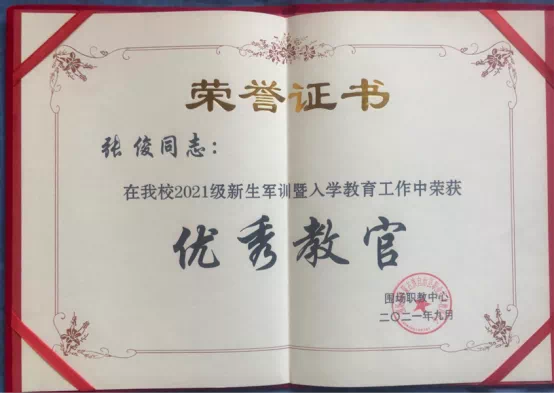 荣誉证书
张俊同志：
在我校2021级新生军训暨入学教育工作中荣获
优秀教官
围场职教中心
二〇二一年九月